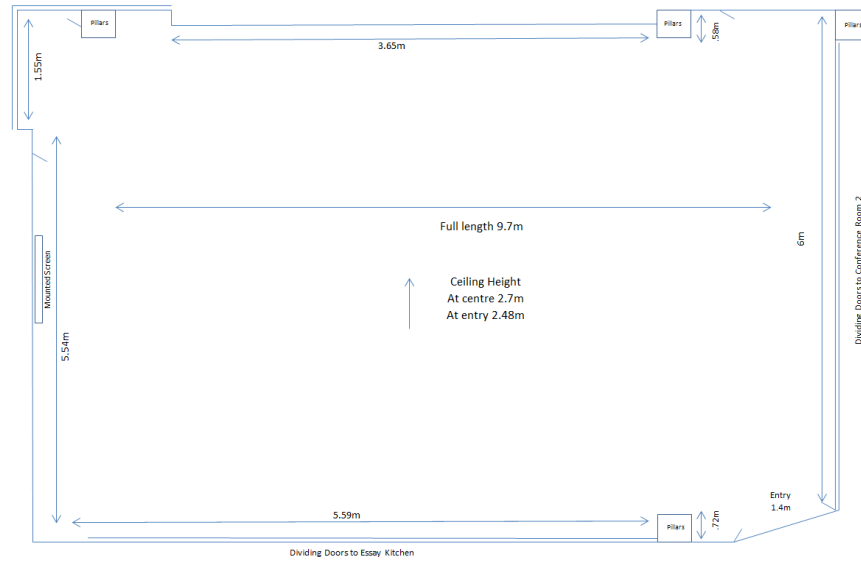 Pillars
Pillars
Pillars
.58m
3.65m
1.55m
Full length 9.7m
6m
Dividing Doors to Conference Room 2
Mounted Screen
Ceiling Height
At centre 2.7m
At entry 2.48m
5.54m
Entry
1.4m
5.59m
Pillars
.72m
Dividing Doors to Essay Kitchen